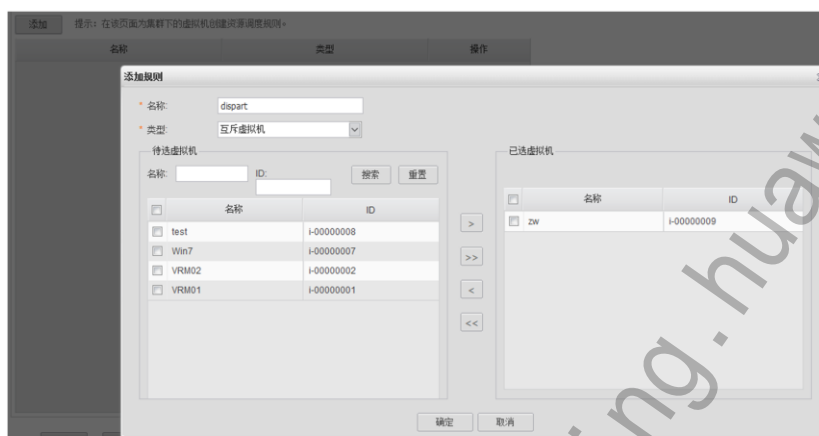 添加 提示：在该页面为集群下的虚拟机创建资源调度规则。
名称 类型 操作
添加规则
* 名称: dispart
* 类型: 互斥虚拟机
待选虚拟机
名称: ID: 搜索 重置
名称 ID
test i-00000008
Win7 i-00000007
VRM02 i-00000002
VRM01 i-00000001
>
>>
<
<<
已选虚拟机
名称 ID
zw i-00000009
确定 取消
ing.huaw